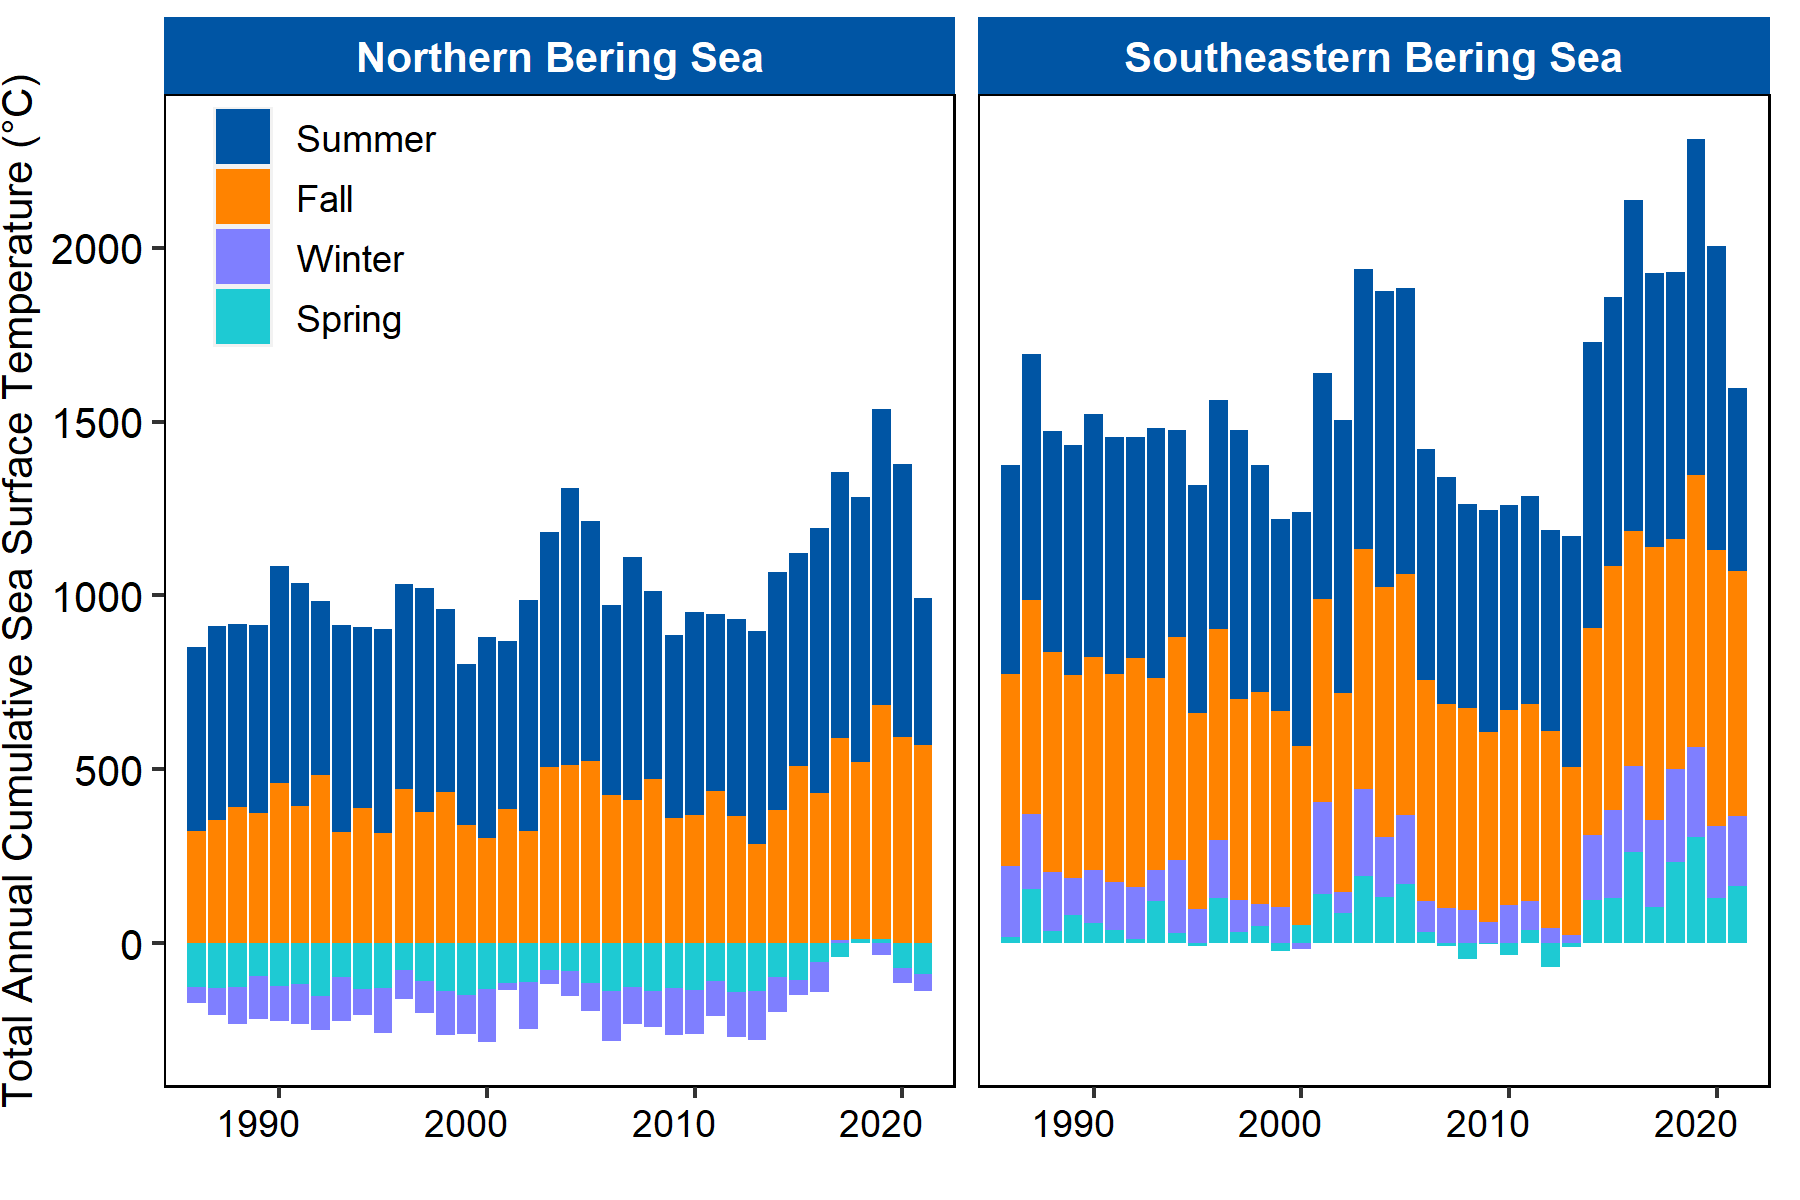 Northern Bering Sea
Southeastern Bering Sea
Total Annual Cumulative Sea Surface Temperature (°C)
Summer
Fall
Winter
Spring
2000
1500
1000
500
0
1990
2000
2010
2020
1990
2000
2010
2020